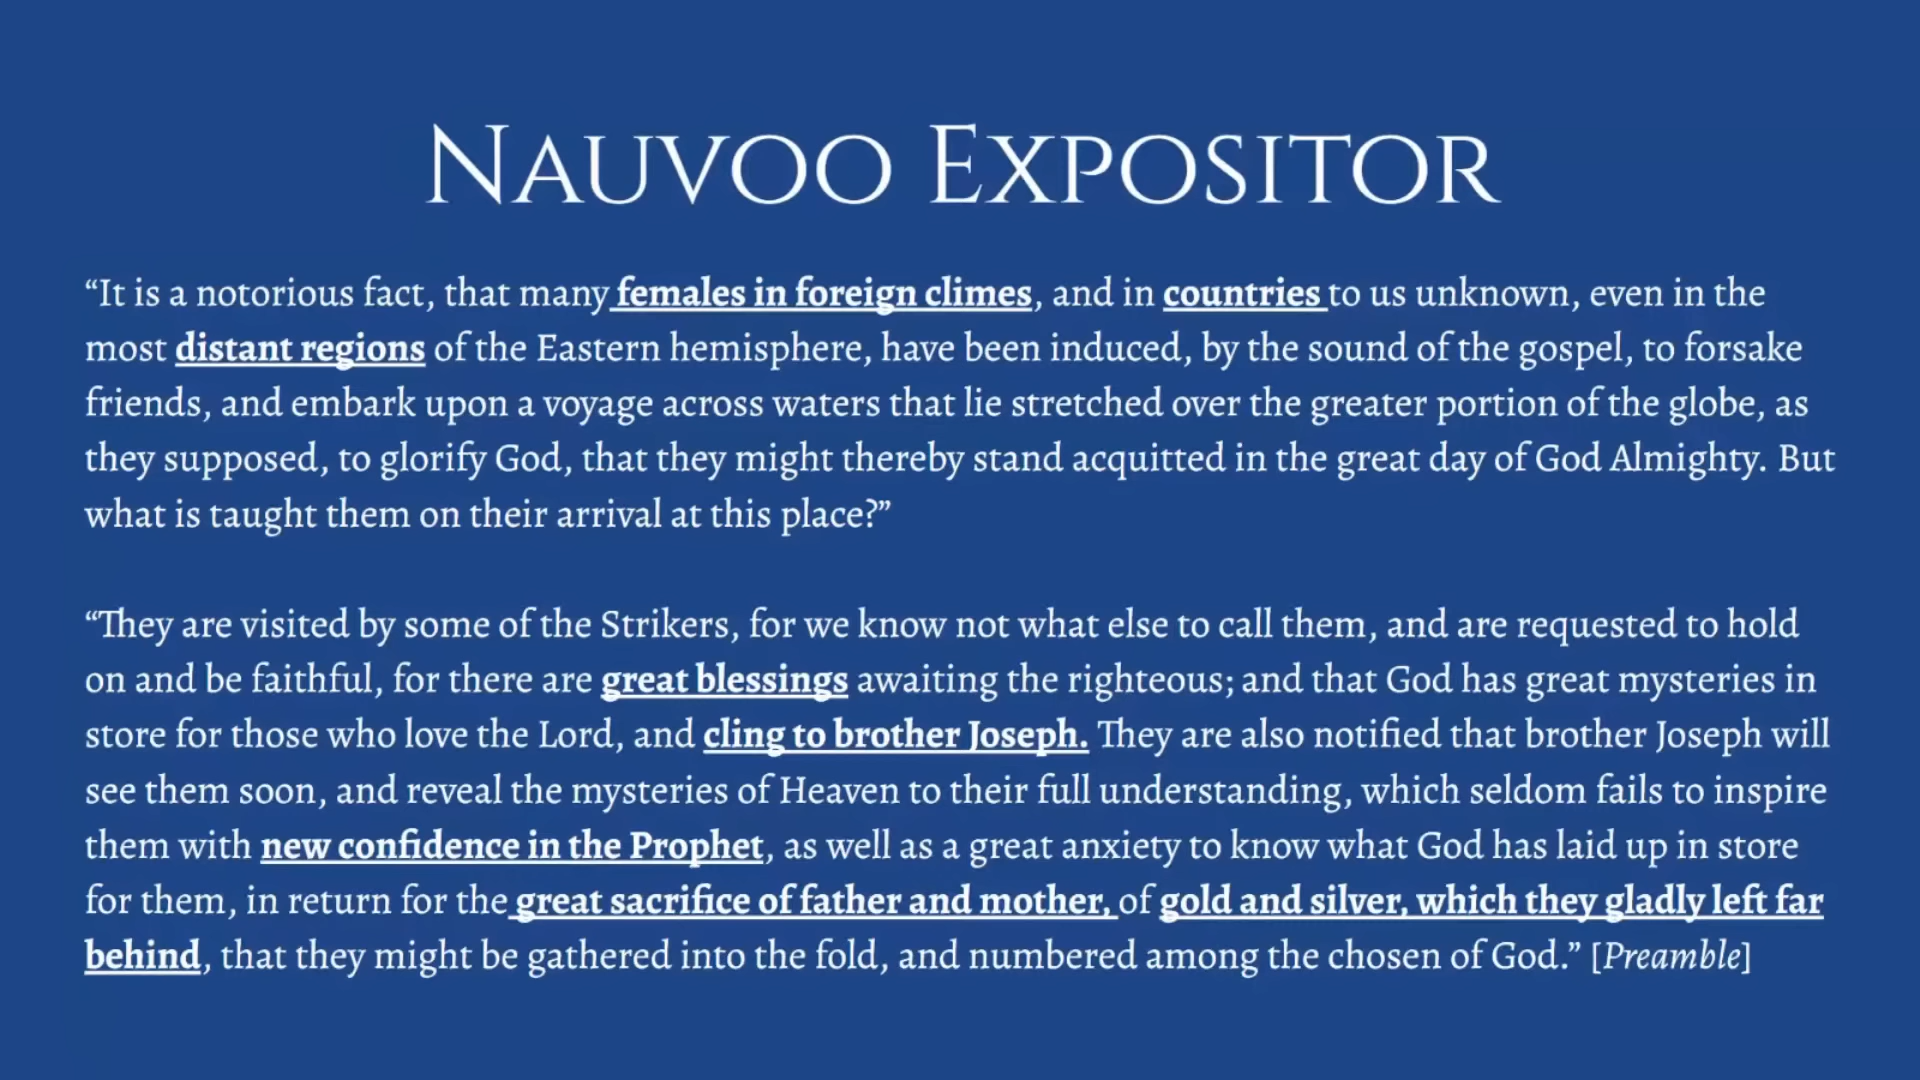 Nauvoo Expositor
“It is a notorious fact, that many females in foreign climes, and in countries to us unknown, even in the
most distant regions of the Eastern hemisphere, have been induced, by the sound of the gospel, to forsake
friends, and embark upon a voyage across waters that lie stretched over the greater portion of the globe, as
they supposed, to glorify God, that they might thereby stand acquitted in the great day of God Almighty. But
what is taught them on their arrival at this place?”
“They are visited by some of the Strikers, for we know not what else to call them, and are requested to hold
on and be faithful, for there are great blessings awaiting the righteous; and that God has great mysteries in
store for those who love the Lord, and cling to brother Joseph. They are also notified that brother Joseph will
see them soon, and reveal the mysteries of Heaven to their full understanding, which seldom fails to inspire
them with new confidence in the Prophet, as well as a great anxiety to know what God has laid up in store
for them, in return for the great sacrifice of father and mother, of gold and silver, which they gladly left far
behind, that they might be gathered into the fold, and numbered among the chosen of God.” [Preamble]